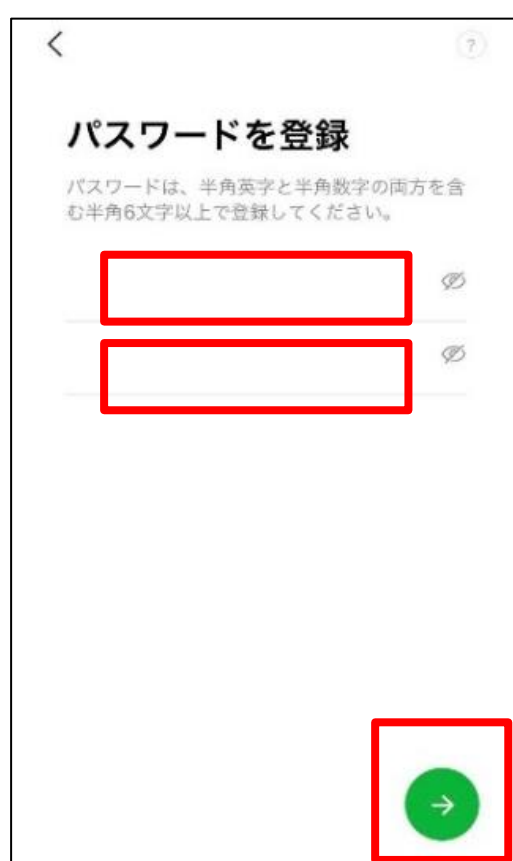 パスワードを登録
パスワードは、半角英字と半角数字の両方を含
む半角6文字以上で登録してください。